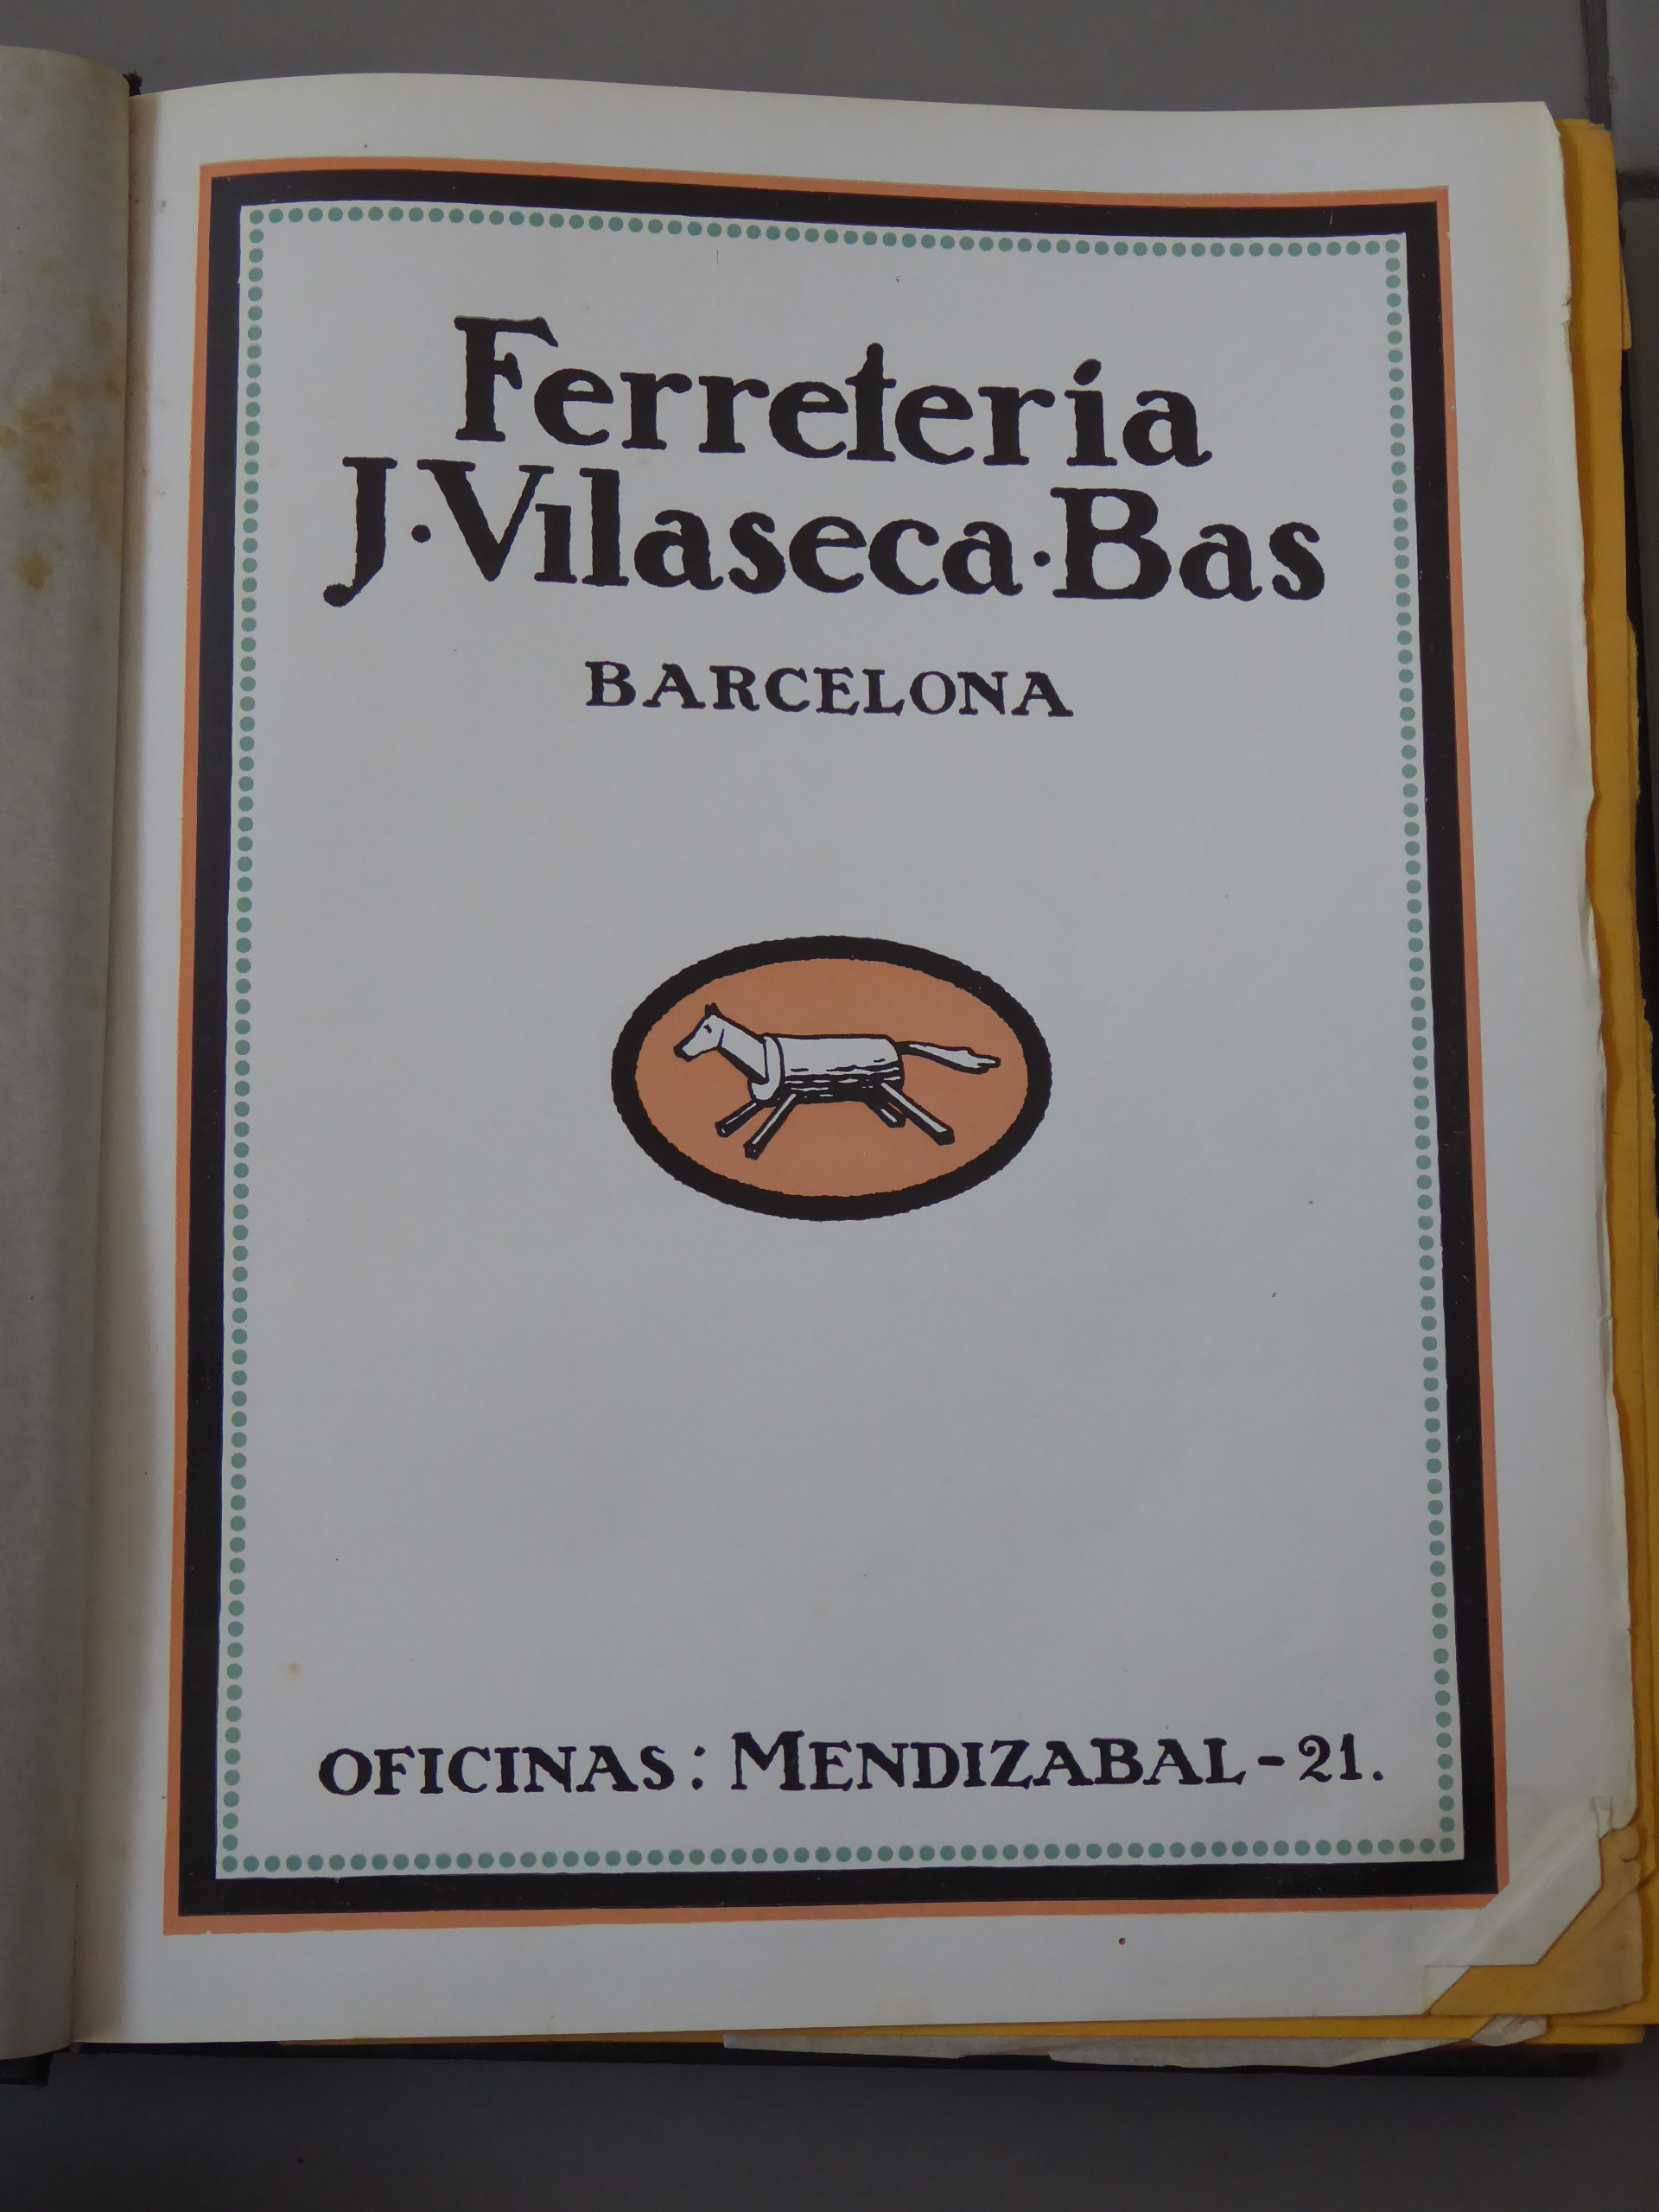 Ferretería
J·Vilaseca·Bas
BARCELONA
OFICINAS: MENDIZABAL-21.